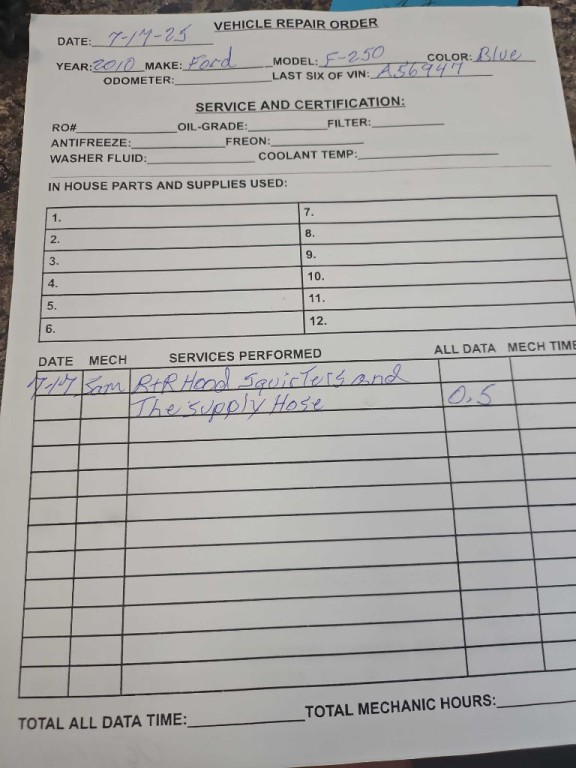 VEHICLE REPAIR ORDER
DATE: 7-17-25
YEAR: 2010 MAKE: Ford MODEL: F-250 COLOR: Blue
ODOMETER: LAST SIX OF VIN: A56947
SERVICE AND CERTIFICATION:
RO# OIL-GRADE: FILTER:
ANTIFREEZE: FREON:
WASHER FLUID: COOLANT TEMP:
IN HOUSE PARTS AND SUPPLIES USED:
1. 7.
2. 8.
3. 9.
4. 10.
5. 11.
6. 12.
DATE MECH SERVICES PERFORMED ALL DATA MECH TIME
7-17 Sam R+R Hood Squirters and
The supply Hose 0.5
TOTAL ALL DATA TIME: TOTAL MECHANIC HOURS: